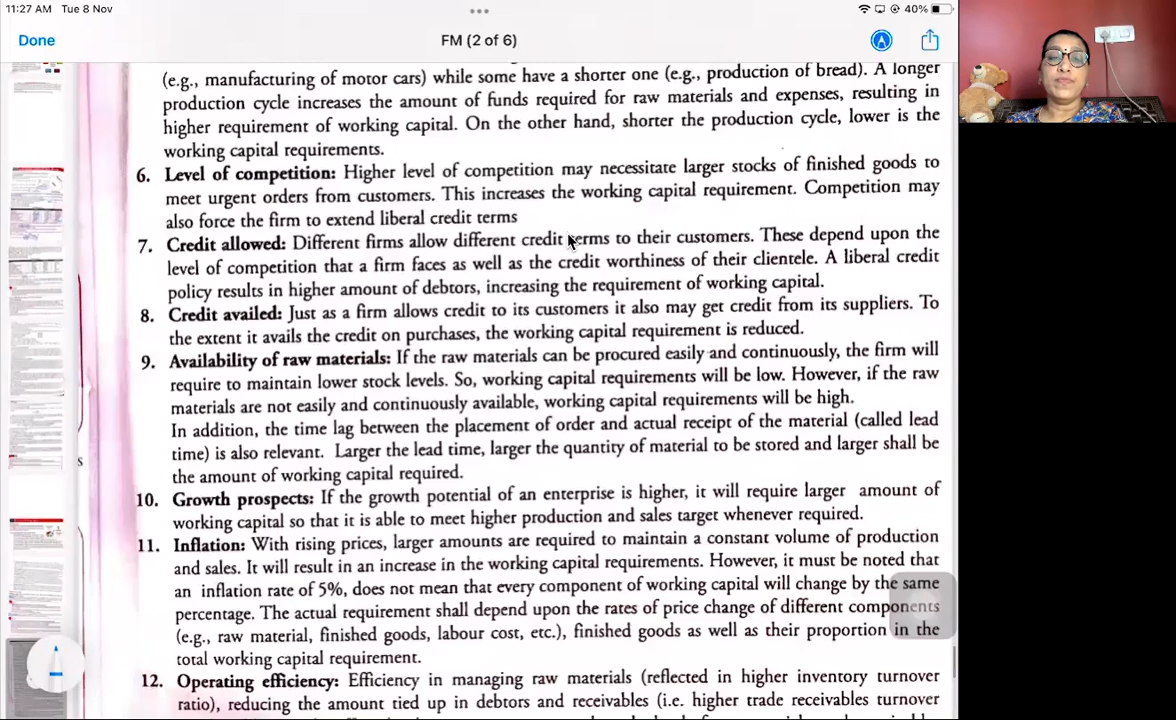 11:27 AM Tue 8 Nov
40%
Done
FM (2 of 6)
(e.g., manufacturing of motor cars) while some have a shorter one (e.g., production of bread). A longer
production cycle increases the amount of funds required for raw materials and expenses, resulting in
higher requirement of working capital. On the other hand, shorter the production cycle, lower is the
working capital requirements.
6. Level of competition: Higher level of competition may necessitate larger stocks of finished goods to
meet urgent orders from customers. This increases the working capital requirement. Competition may
also force the firm to extend liberal credit terms
7. Credit allowed: Different firms allow different credit terms to their customers. These depend upon the
level of competition that a firm faces as well as the credit worthiness of their clientele. A liberal credit
policy results in higher amount of debtors, increasing the requirement of working capital.
8. Credit availed: Just as a firm allows credit to its customers it also may get credit from its suppliers. To
the extent it avails the credit on purchases, the working capital requirement is reduced.
9. Availability of raw materials: If the raw materials can be procured easily and continuously, the firm will
require to maintain lower stock levels. So, working capital requirements will be low. However, if the raw
materials are not easily and continuously available, working capital requirements will be high.
In addition, the time lag between the placement of order and actual receipt of the material (called lead
time) is also relevant. Larger the lead time, larger the quantity of material to be stored and larger shall be
s
the amount of working capital required.
10. Growth prospects: If the growth potential of an enterprise is higher, it will require larger amount of
working capital so that it is able to meet higher production and sales target whenever required.
11. Inflation: With rising prices, larger amounts are required to maintain a constant volume of production
and sales. It will result in an increase in the working capital requirements. However, it must be noted that
an inflation rate of 5%, does not mean that every component of working capital will change by the same
percentage. The actual requirement shall depend upon the rates of price change of different components
(e.g., raw material, finished goods, labour cost, etc.), finished goods as well as their proportion in the
total working capital requirement.
12. Operating efficiency: Efficiency in managing raw materials (reflected in higher inventory turnover
ratio), reducing the amount tied up in debtors and receivables (i.e. higher trade receivables turnover